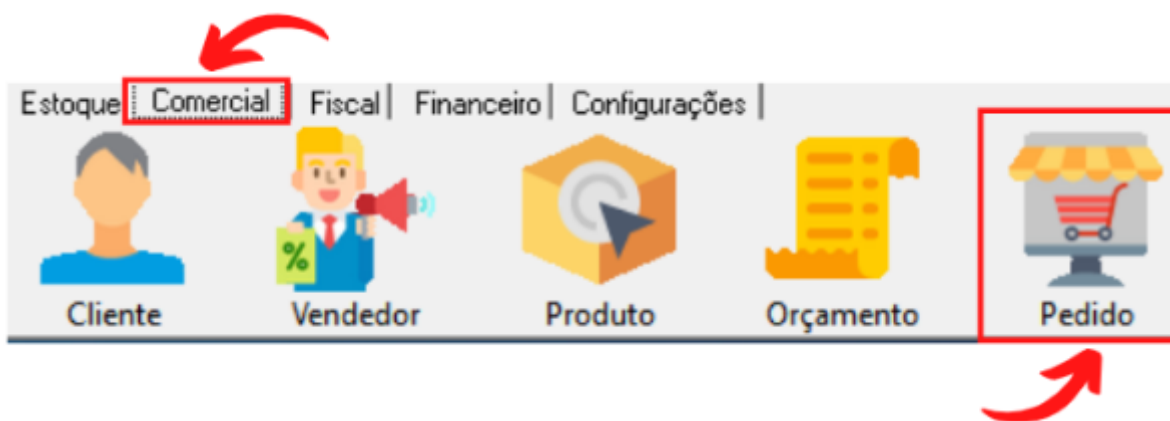 Estoque Comercial Fiscal Financeiro Configurações
%
Cliente Vendedor Produto Orçamento Pedido